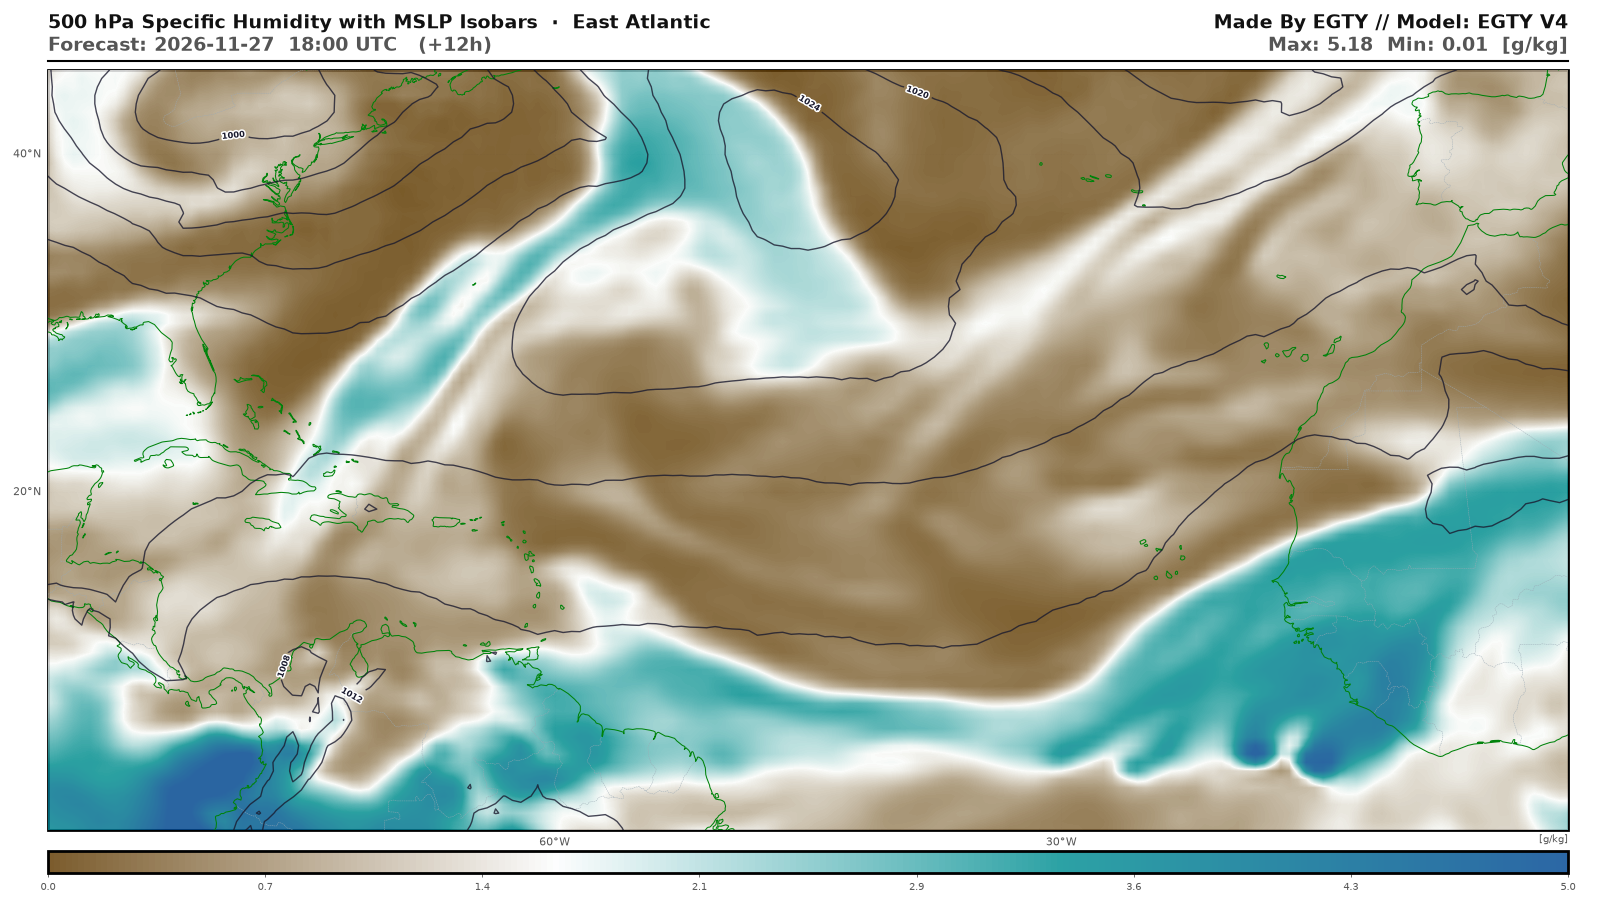 500 hPa Specific Humidity with MSLP Isobars · East Atlantic
Made By EGTY // Model: EGTY V4
Forecast: 2026-11-27 18:00 UTC (+12h)
Max: 5.18 Min: 0.01 [g/kg]
1000
1024
1020
40°N
20°N
1008
1012
60°W
30°W
[g/kg]
0.0
0.7
1.4
2.1
2.9
3.6
4.3
5.0